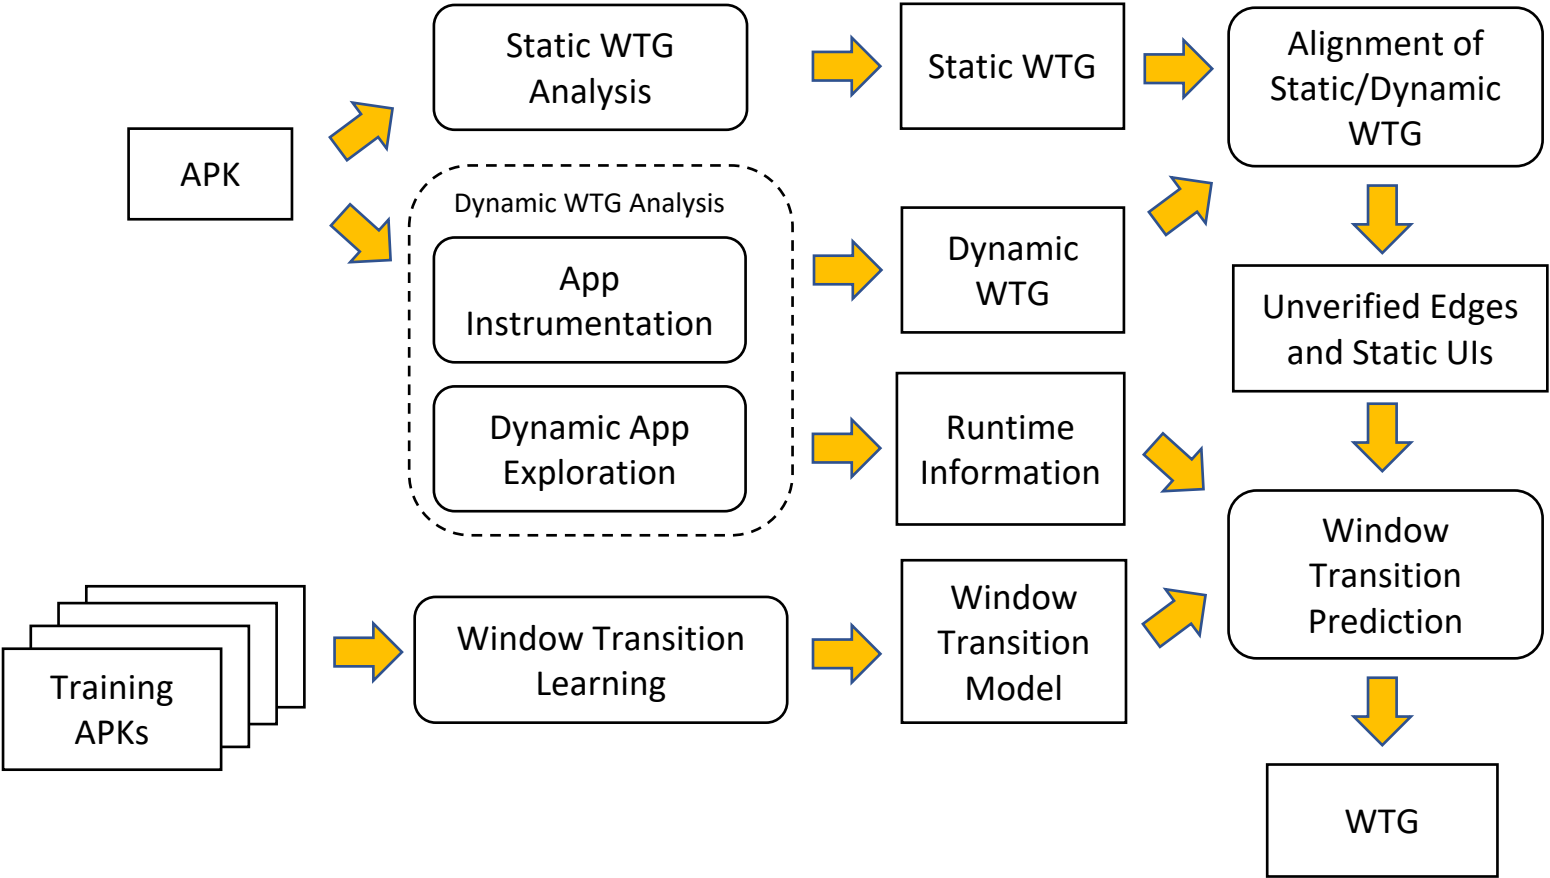 APK
Static WTG
Analysis
Dynamic WTG Analysis
App
Instrumentation
Dynamic App
Exploration
Static WTG
Dynamic
WTG
Runtime
Information
Alignment of
Static/Dynamic
WTG
Unverified Edges
and Static UIs
Training
APKs
Window Transition
Learning
Window
Transition
Model
Window
Transition
Prediction
WTG